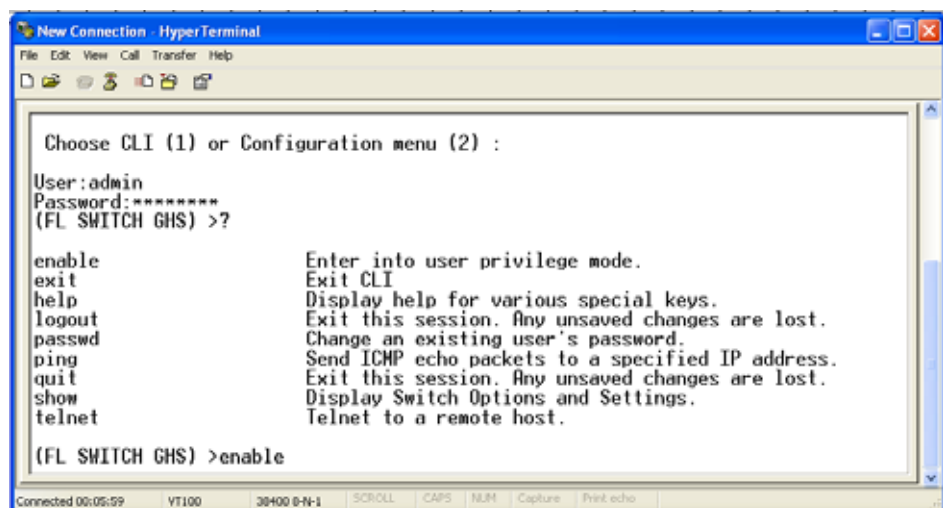 New Connection - HyperTerminal
File Edit View Call Transfer Help
Choose CLI (1) or Configuration menu (2) :
User:admin
Password:********
(FL SWITCH GHS) >?
enable Enter into user privilege mode.
exit Exit CLI
help Display help for various special keys.
logout Exit this session. Any unsaved changes are lost.
passwd Change an existing user's password.
ping Send ICMP echo packets to a specified IP address.
quit Exit this session. Any unsaved changes are lost.
show Display Switch Options and Settings.
telnet Telnet to a remote host.
(FL SWITCH GHS) >enable
Connected 00:05:59 VT100 38400 8-N-1 SCROLL CAPS NUM Capture Print echo